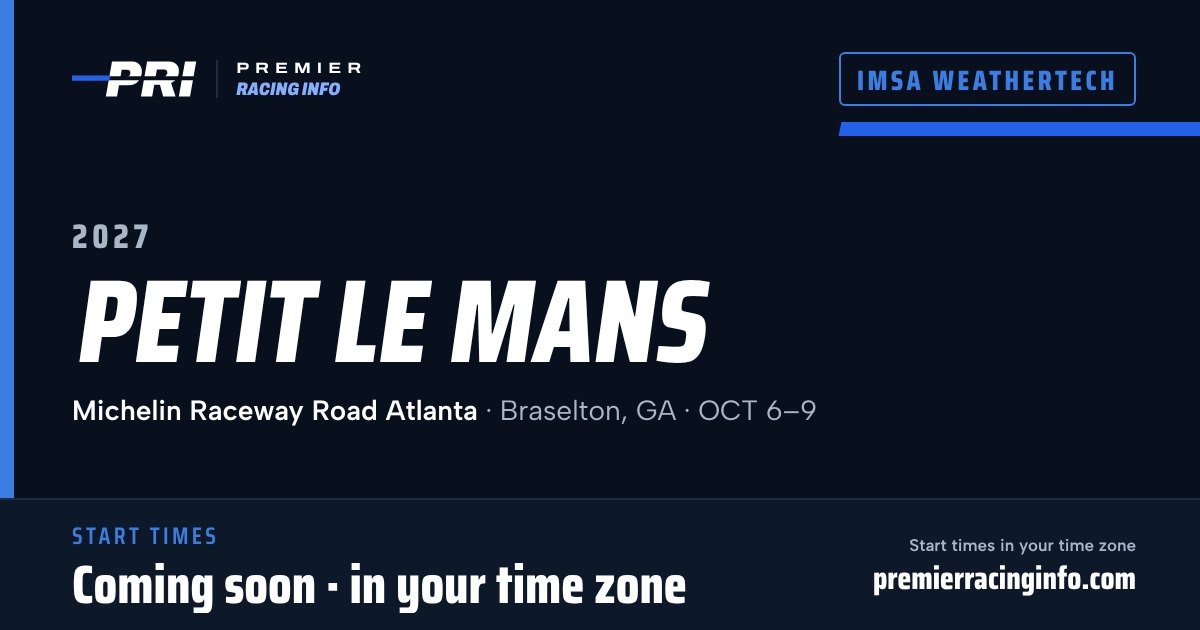 PRI
PREMIER
RACING INFO
IMSA WEATHERTECH
2027
PETIT LE MANS
Michelin Raceway Road Atlanta · Braselton, GA · OCT 6–9
START TIMES
Coming soon · in your time zone
Start times in your time zone
premierracinginfo.com